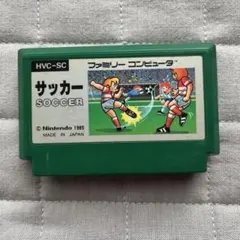 HVC-SC
ファミリー コンピュータ
サッカー
SOCCER
© Nintendo 1985
MADE IN JAPAN